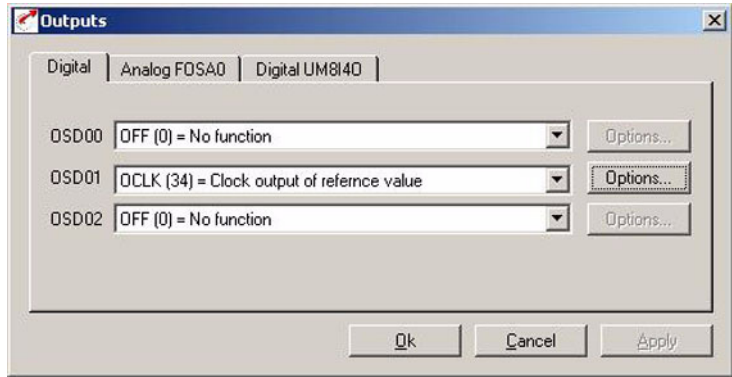 Outputs
Digital Analog FOSA0 Digital UM8I4O
OSD00 OFF (0) = No function Options...
OSD01 OCLK (34) = Clock output of refernce value Options...
OSD02 OFF (0) = No function Options...
Ok Cancel Apply